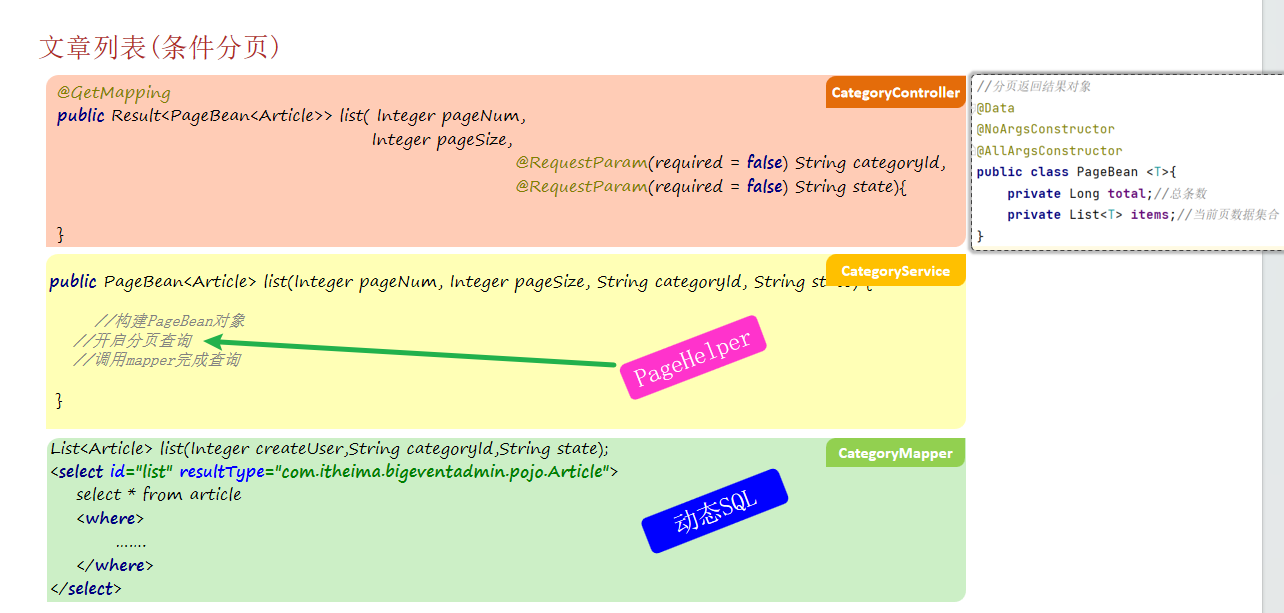 文章列表(条件分页)
@GetMapping
public Result<PageBean<Article>> list( Integer pageNum,
Integer pageSize,
@RequestParam(required = false) String categoryId,
@RequestParam(required = false) String state){
}
CategoryController
//分页返回结果对象
@Data
@NoArgsConstructor
@AllArgsConstructor
public class PageBean <T>{
private Long total;//总条数
private List<T> items;//当前页数据集合
}
CategoryService
public PageBean<Article> list(Integer pageNum, Integer pageSize, String categoryId, String state) {
//构建PageBean对象
//开启分页查询
//调用mapper完成查询
}
PageHelper
CategoryMapper
List<Article> list(Integer createUser,String categoryId,String state);
<select id="list" resultType="com.itheima.bigeventadmin.pojo.Article">
select * from article
<where>
.......
</where>
</select>
动态SQL